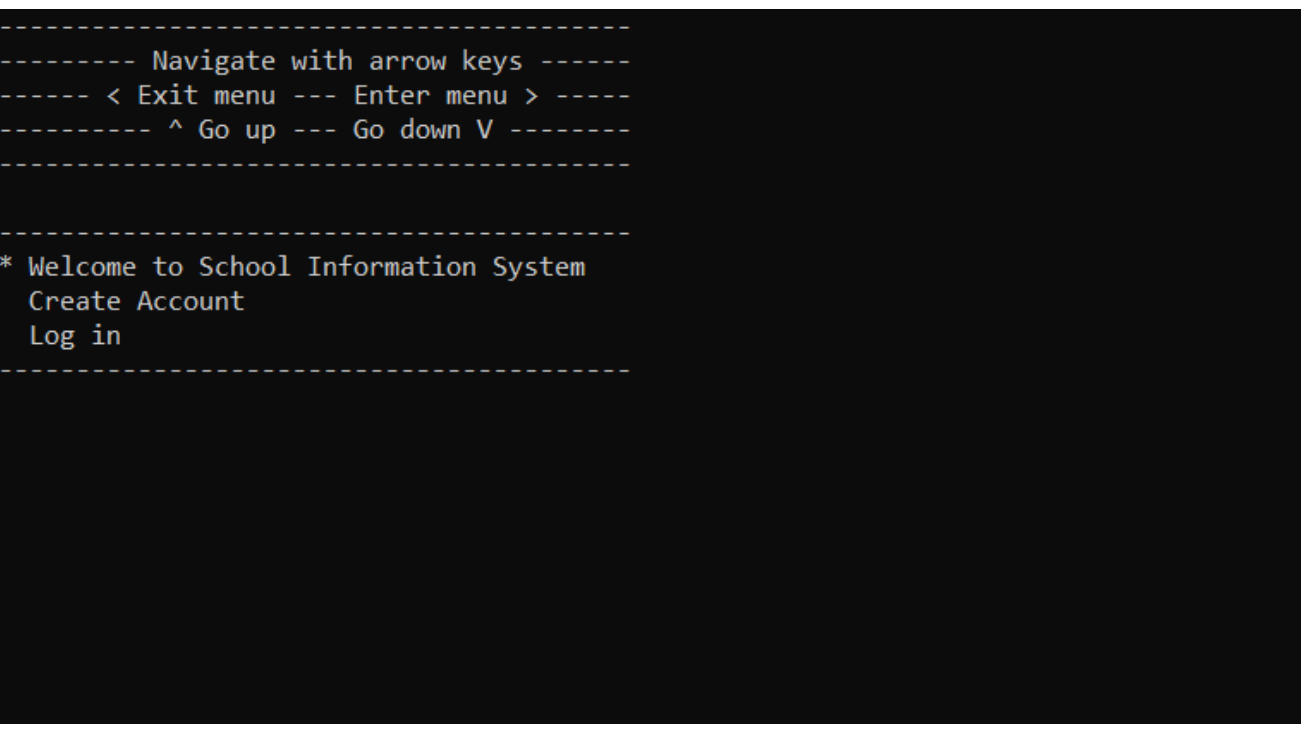 -----------------------------------------
--------- Navigate with arrow keys ------
------ < Exit menu --- Enter menu > -----
---------- ^ Go up --- Go down V --------
-----------------------------------------
-----------------------------------------
* Welcome to School Information System
Create Account
Log in
-----------------------------------------